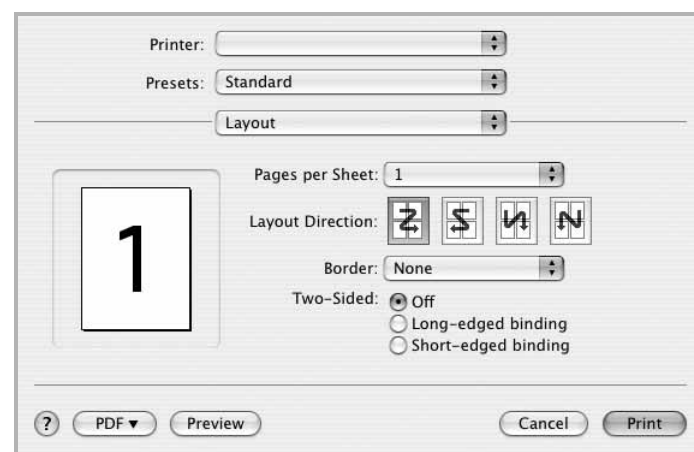 Printer:
Presets: Standard
Layout
Pages per Sheet: 1
1
Layout Direction:
Border: None
Two-Sided: Off
Long-edged binding
Short-edged binding
? PDF▼ Preview Cancel Print